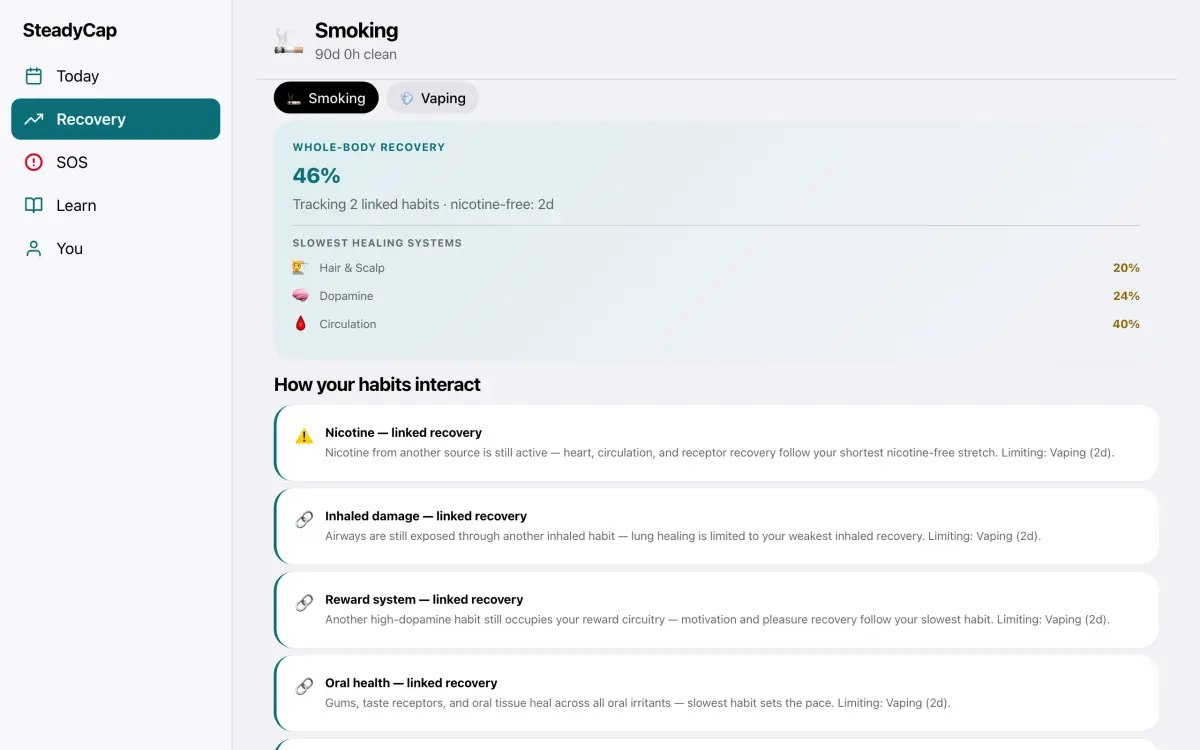 SteadyCap
Today
Recovery
SOS
Learn
You
Smoking
90d 0h clean
Smoking
Vaping
WHOLE-BODY RECOVERY
46%
Tracking 2 linked habits · nicotine-free: 2d
SLOWEST HEALING SYSTEMS
Hair & Scalp 20%
Dopamine 24%
Circulation 40%
How your habits interact
Nicotine — linked recovery
Nicotine from another source is still active — heart, circulation, and receptor recovery follow your shortest nicotine-free stretch. Limiting: Vaping (2d).
Inhaled damage — linked recovery
Airways are still exposed through another inhaled habit — lung healing is limited to your weakest inhaled recovery. Limiting: Vaping (2d).
Reward system — linked recovery
Another high-dopamine habit still occupies your reward circuitry — motivation and pleasure recovery follow your slowest habit. Limiting: Vaping (2d).
Oral health — linked recovery
Gums, taste receptors, and oral tissue heal across all oral irritants — slowest habit sets the pace. Limiting: Vaping (2d).